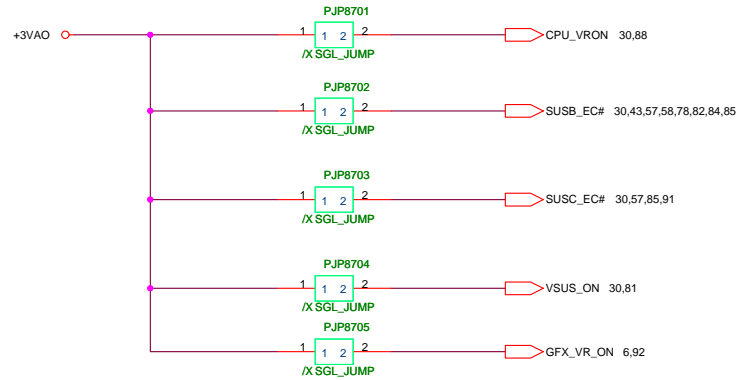 PJP8701
+3VAO 1 1 2 2 CPU_VRON 30,88
/X SGL_JUMP
PJP8702
1 1 2 2 SUSB_EC# 30,43,57,58,78,82,84,85
/X SGL_JUMP
PJP8703
1 1 2 2 SUSC_EC# 30,57,85,91
/X SGL_JUMP
PJP8704
1 1 2 2 VSUS_ON 30,81
/X SGL_JUMP
PJP8705
1 1 2 2 GFX_VR_ON 6,92
/X SGL_JUMP